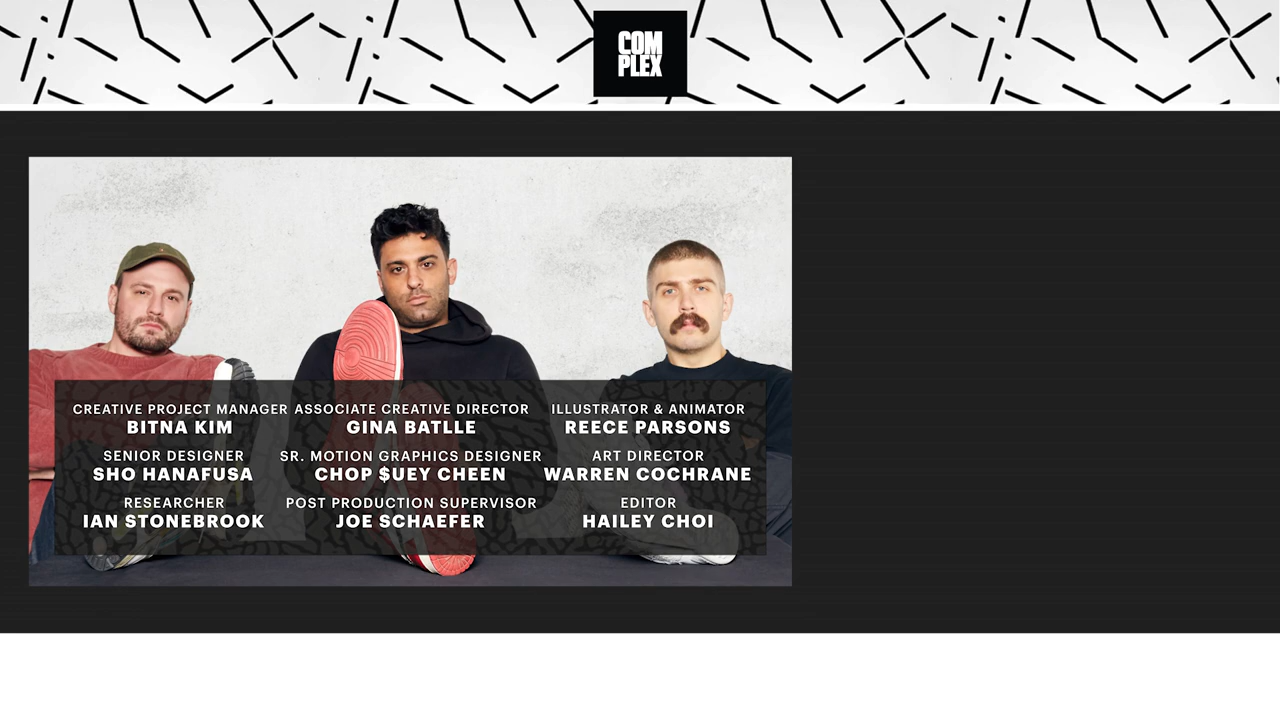 COM
PLEX
CREATIVE PROJECT MANAGER ASSOCIATE CREATIVE DIRECTOR ILLUSTRATOR & ANIMATOR
BITNA KIM GINA BATLLE REECE PARSONS
SENIOR DESIGNER SR. MOTION GRAPHICS DESIGNER ART DIRECTOR
SHO HANAFUSA CHOP $UEY CHEEN WARREN COCHRANE
RESEARCHER POST PRODUCTION SUPERVISOR EDITOR
IAN STONEBROOK JOE SCHAEFER HAILEY CHOI